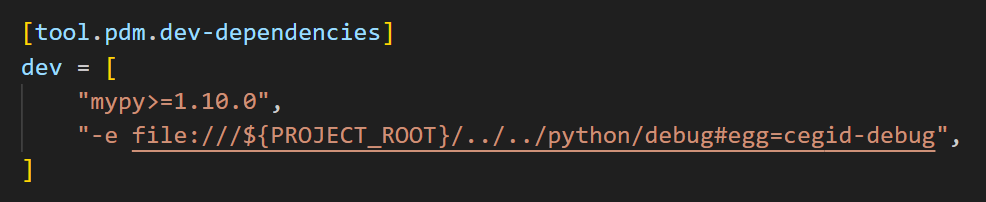 [tool.pdm.dev-dependencies]
dev = [
    "mypy>=1.10.0",
    "-e file:///${PROJECT_ROOT}/../../python/debug#egg=cegid-debug",
]